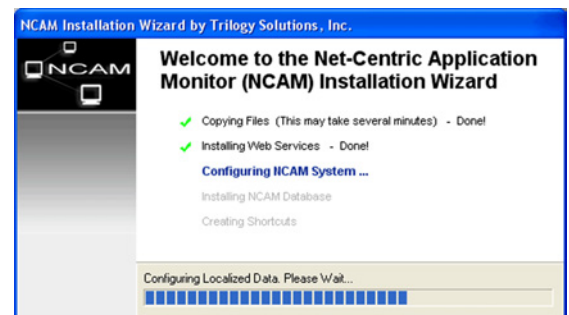 NCAM Installation Wizard by Trilogy Solutions, Inc.
NCAM
Welcome to the Net-Centric Application
Monitor (NCAM) Installation Wizard
Copying Files (This may take several minutes) - Done!
Installing Web Services - Done!
Configuring NCAM System ...
Installing NCAM Database
Creating Shortcuts
Configuring Localized Data. Please Wait...